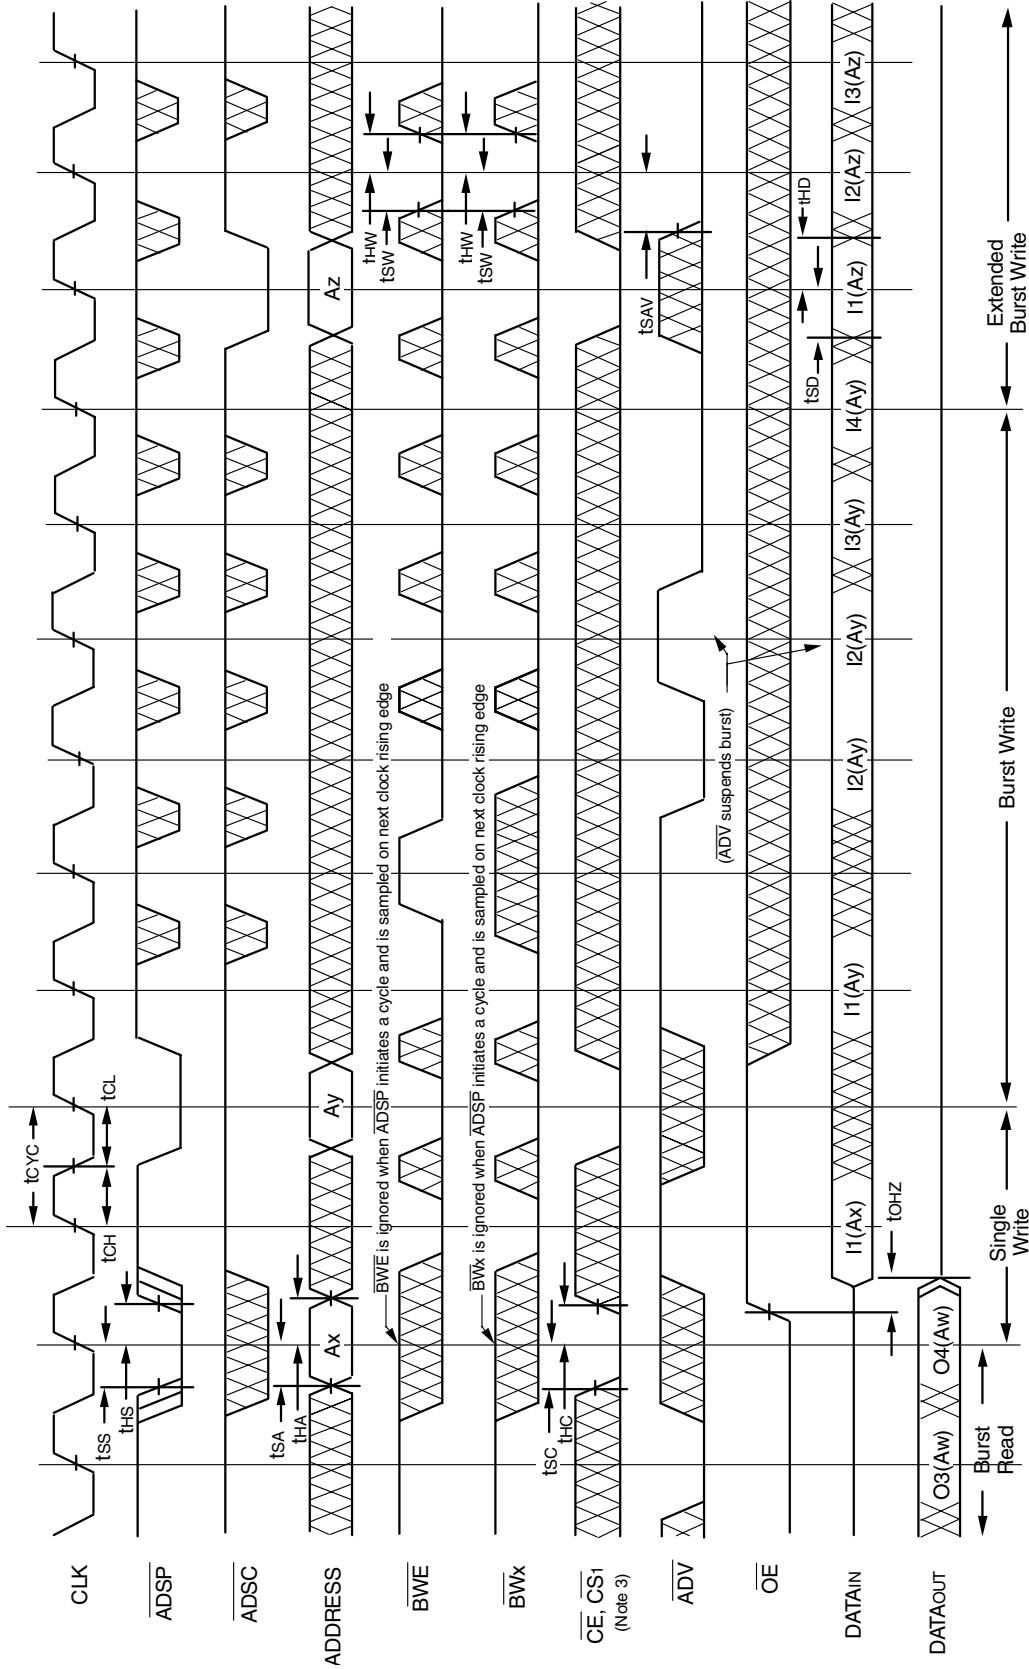 CLK
ADSP
ADSC
ADDRESS
BWE
BWx
CE, CS1
(Note 3)
ADV
OE
DATAIN
DATAOUT
tCYC
tCH
tCL
tSS
tHS
tSA
tHA
Ax
Ay
Az
BWE is ignored when ADSP initiates a cycle and is sampled on next clock rising edge
tHW
tSW
BWx is ignored when ADSP initiates a cycle and is sampled on next clock rising edge
tHW
tSW
tSC
tHC
tSAV
(ADV suspends burst)
tOHZ
tSD
tHD
I1(Ax)
I1(Ay)
I2(Ay)
I2(Ay)
I3(Ay)
I4(Ay)
I1(Az)
I2(Az)
I3(Az)
O3(Aw)
O4(Aw)
Burst
Read
Single
Write
Burst Write
Extended
Burst Write